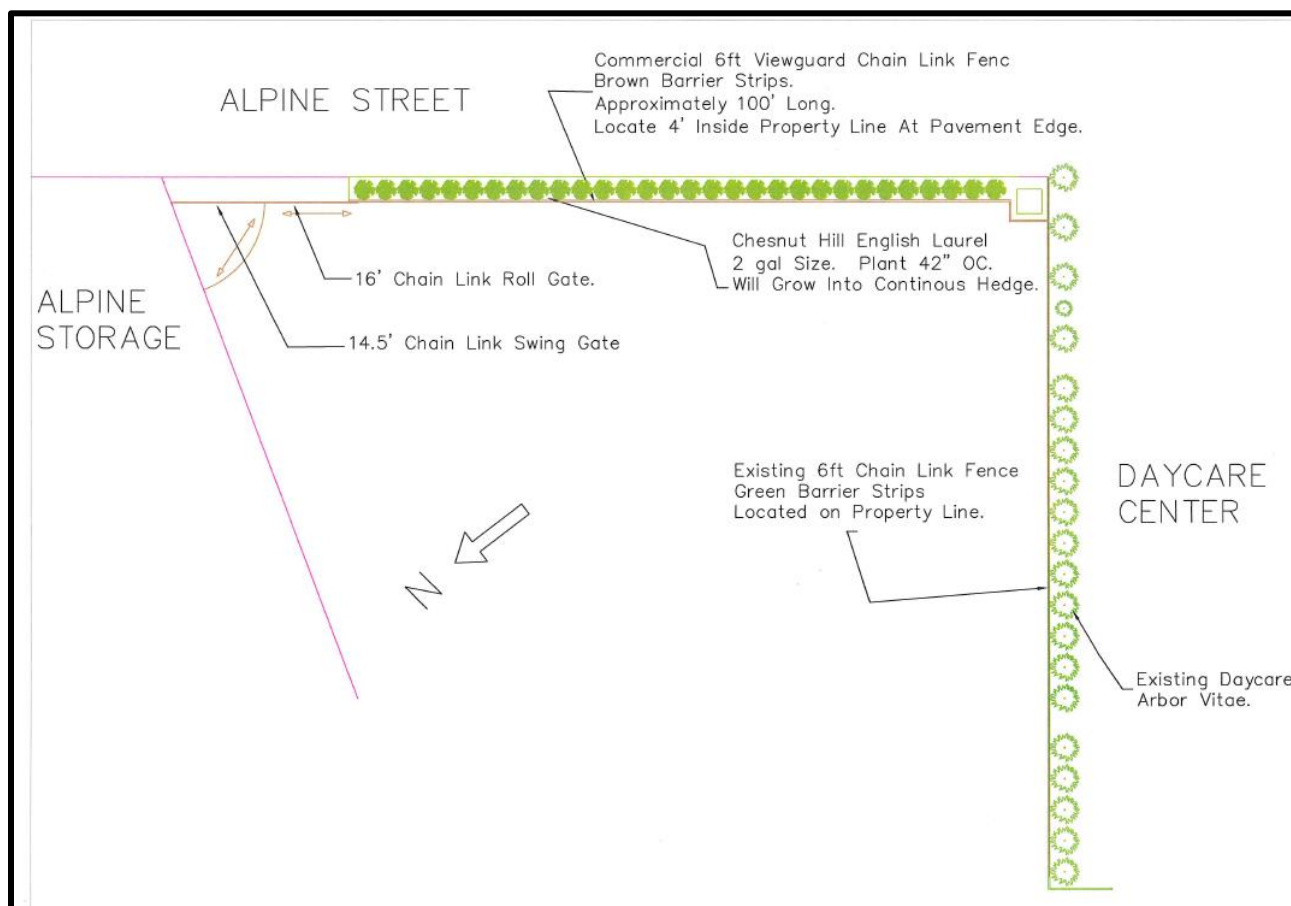 Commercial 6ft Viewguard Chain Link Fenc
Brown Barrier Strips.
Approximately 100' Long.
Locate 4' Inside Property Line At Pavement Edge.
ALPINE STREET
Chesnut Hill English Laurel
2 gal Size. Plant 42" OC.
Will Grow Into Continous Hedge.
16' Chain Link Roll Gate.
14.5' Chain Link Swing Gate
ALPINE
STORAGE
Existing 6ft Chain Link Fence
Green Barrier Strips
Located on Property Line.
DAYCARE
CENTER
N
Existing Daycare
Arbor Vitae.